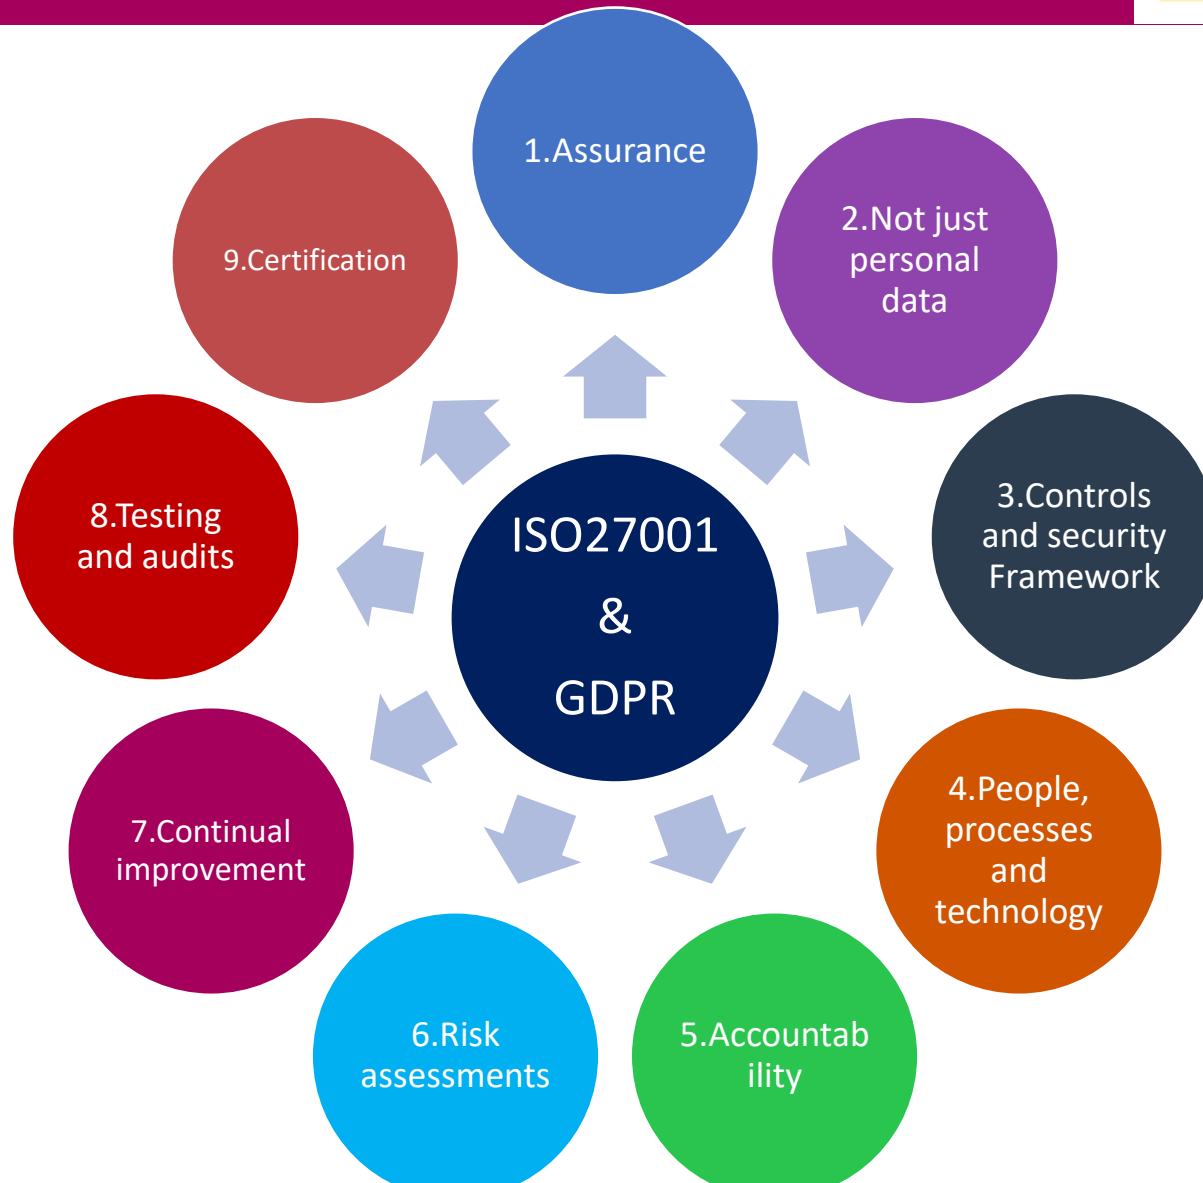 1.Assurance
2.Not just
personal
data
3.Controls
and security
Framework
4.People,
processes
and
technology
5.Accountab
ility
6.Risk
assessments
7.Continual
improvement
8.Testing
and audits
9.Certification
ISO27001
&
GDPR